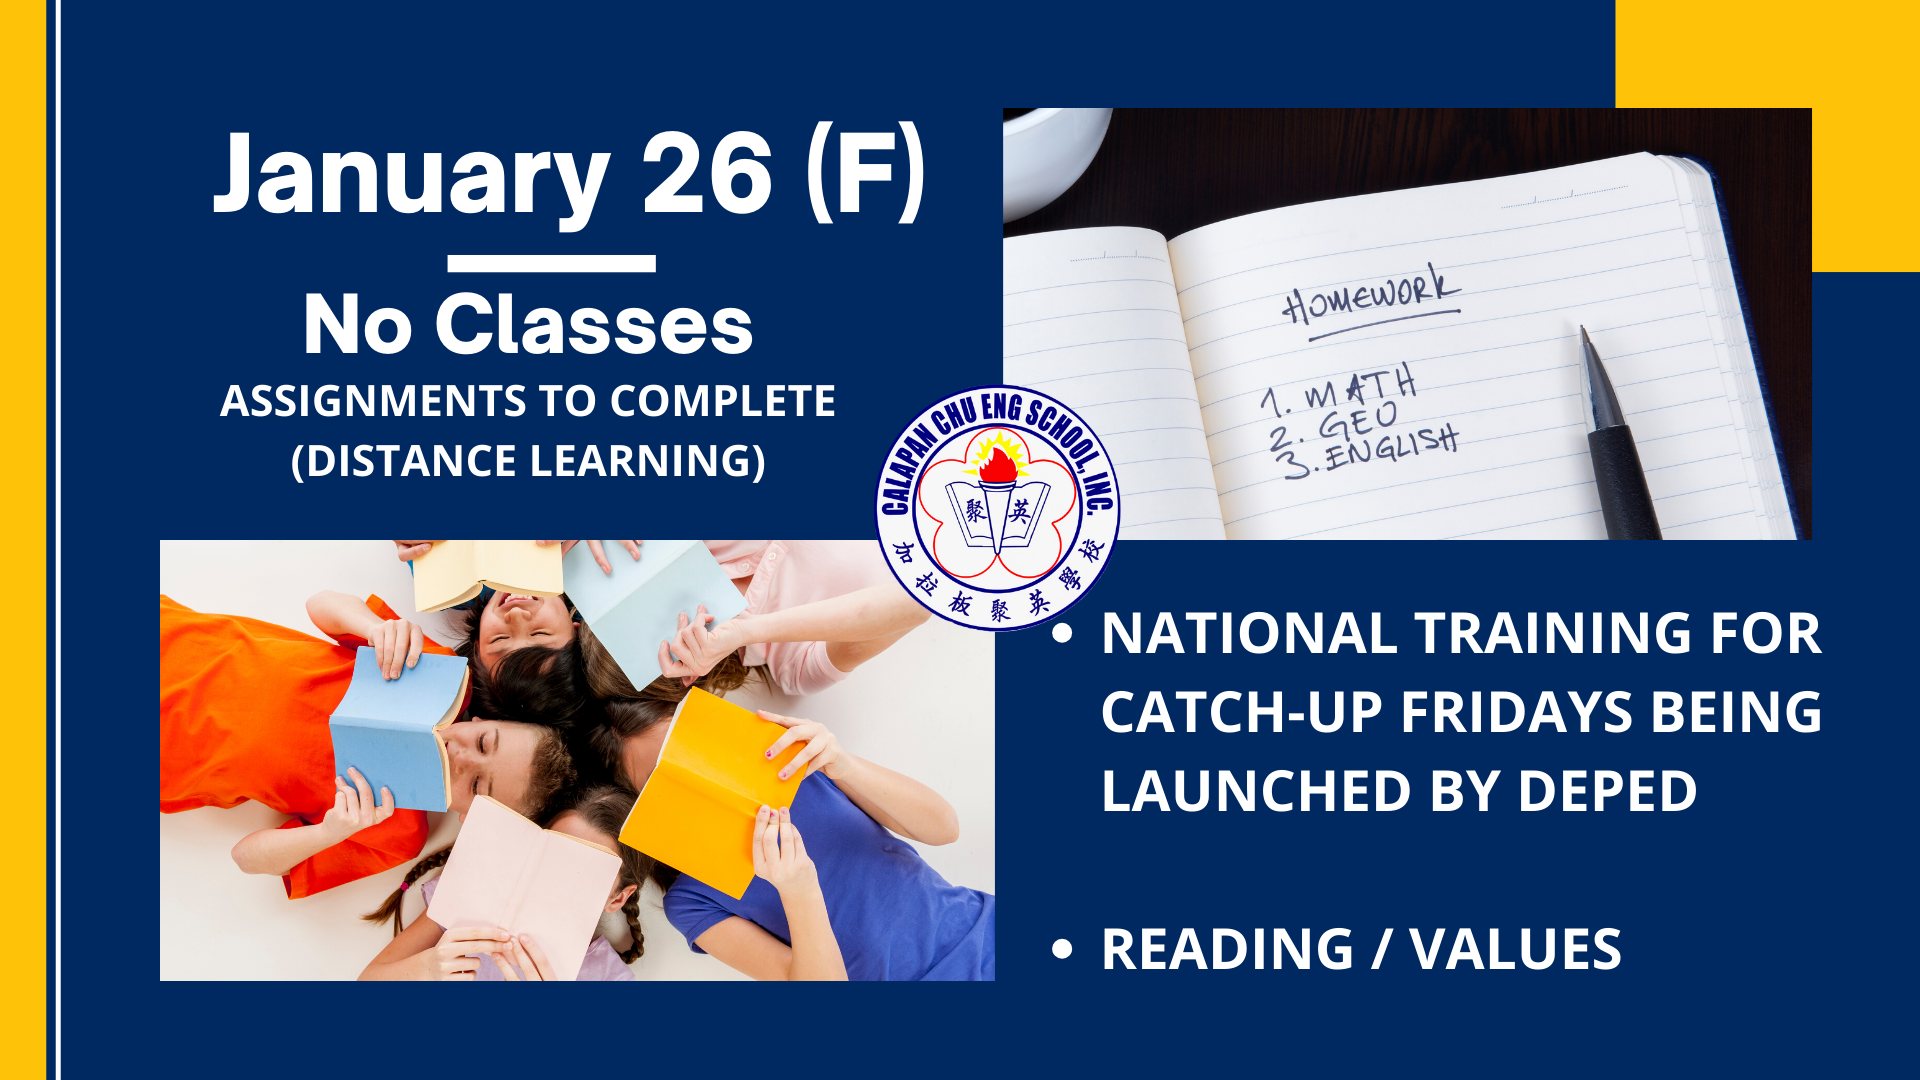 January 26 (F)
No Classes
ASSIGNMENTS TO COMPLETE
(DISTANCE LEARNING)
HOMEWORK
1. MATH
2. GEO
3. ENGLISH
CALAPAN CHU ENG SCHOOL, INC.
聚 英
加拉板聚英學校
• NATIONAL TRAINING FOR
CATCH-UP FRIDAYS BEING
LAUNCHED BY DEPED
• READING / VALUES